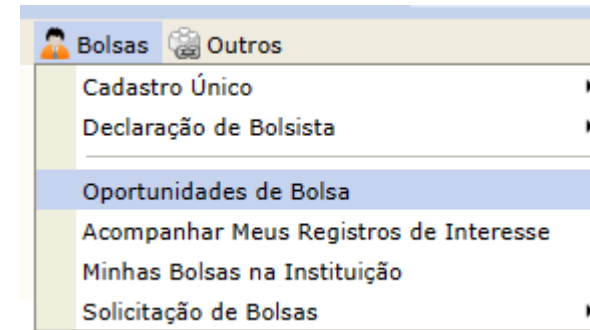 Bolsas Outros
Cadastro Único
Declaração de Bolsista
Oportunidades de Bolsa
Acompanhar Meus Registros de Interesse
Minhas Bolsas na Instituição
Solicitação de Bolsas